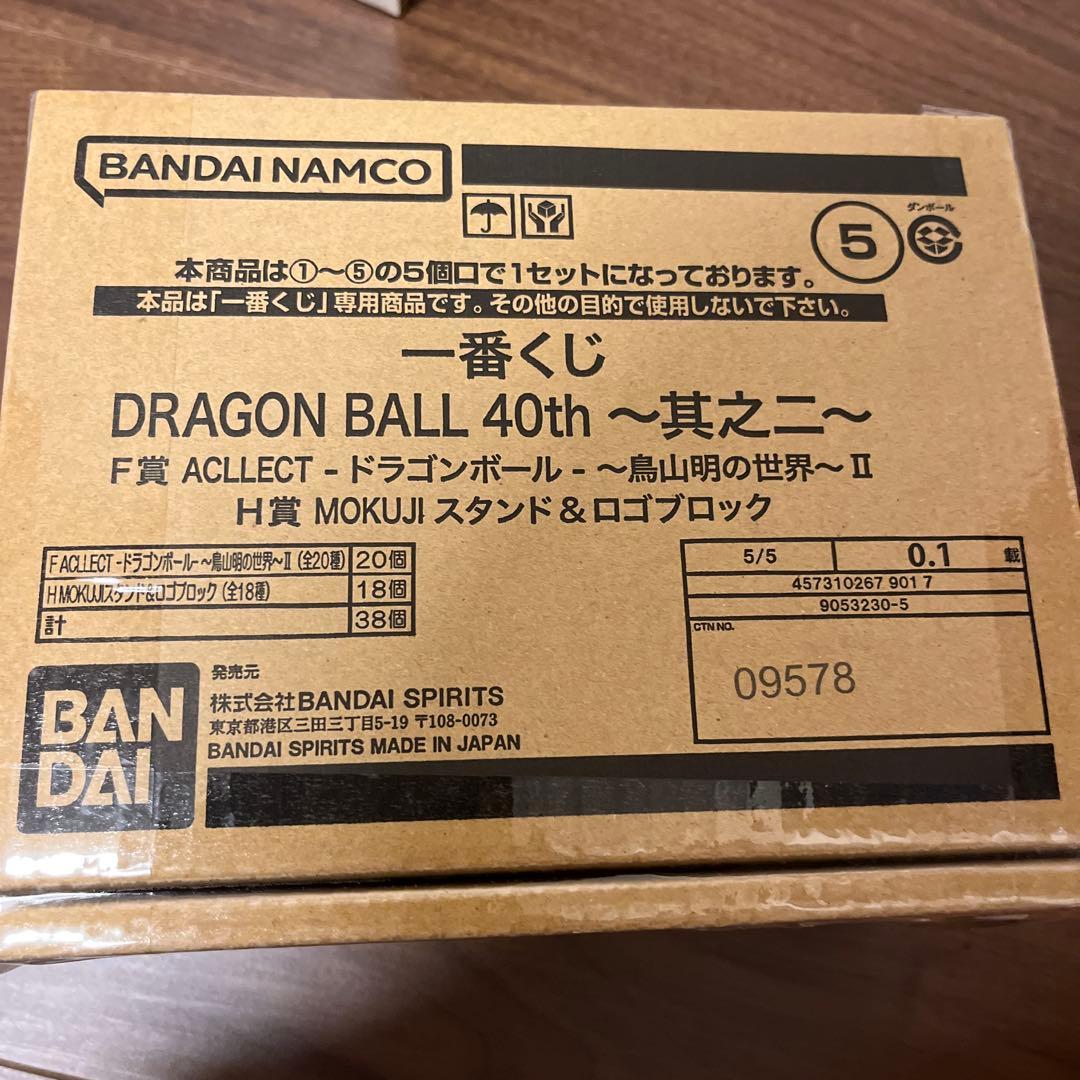 BANDAI NAMCO
ダンボール
5
本商品は①～⑤の5個口で1セットになっております。
本品は「一番くじ」専用商品です。その他の目的で使用しないで下さい。
一番くじ
DRAGON BALL 40th ～其之二～
F賞 ACLLECT - ドラゴンボール - ～鳥山明の世界～Ⅱ
H賞 MOKUJI スタンド＆ロゴブロック
F ACLLECT -ドラゴンボール- ～鳥山明の世界～Ⅱ (全20種) 20個
H MOKUJIスタンド&ロゴブロック (全18種) 18個
計 38個
5/5 0.1 載
457310267 901 7
9053230-5
CTN NO.
09578
BAN
DAI
発売元
株式会社BANDAI SPIRITS
東京都港区三田三丁目5-19 〒108-0073
BANDAI SPIRITS MADE IN JAPAN